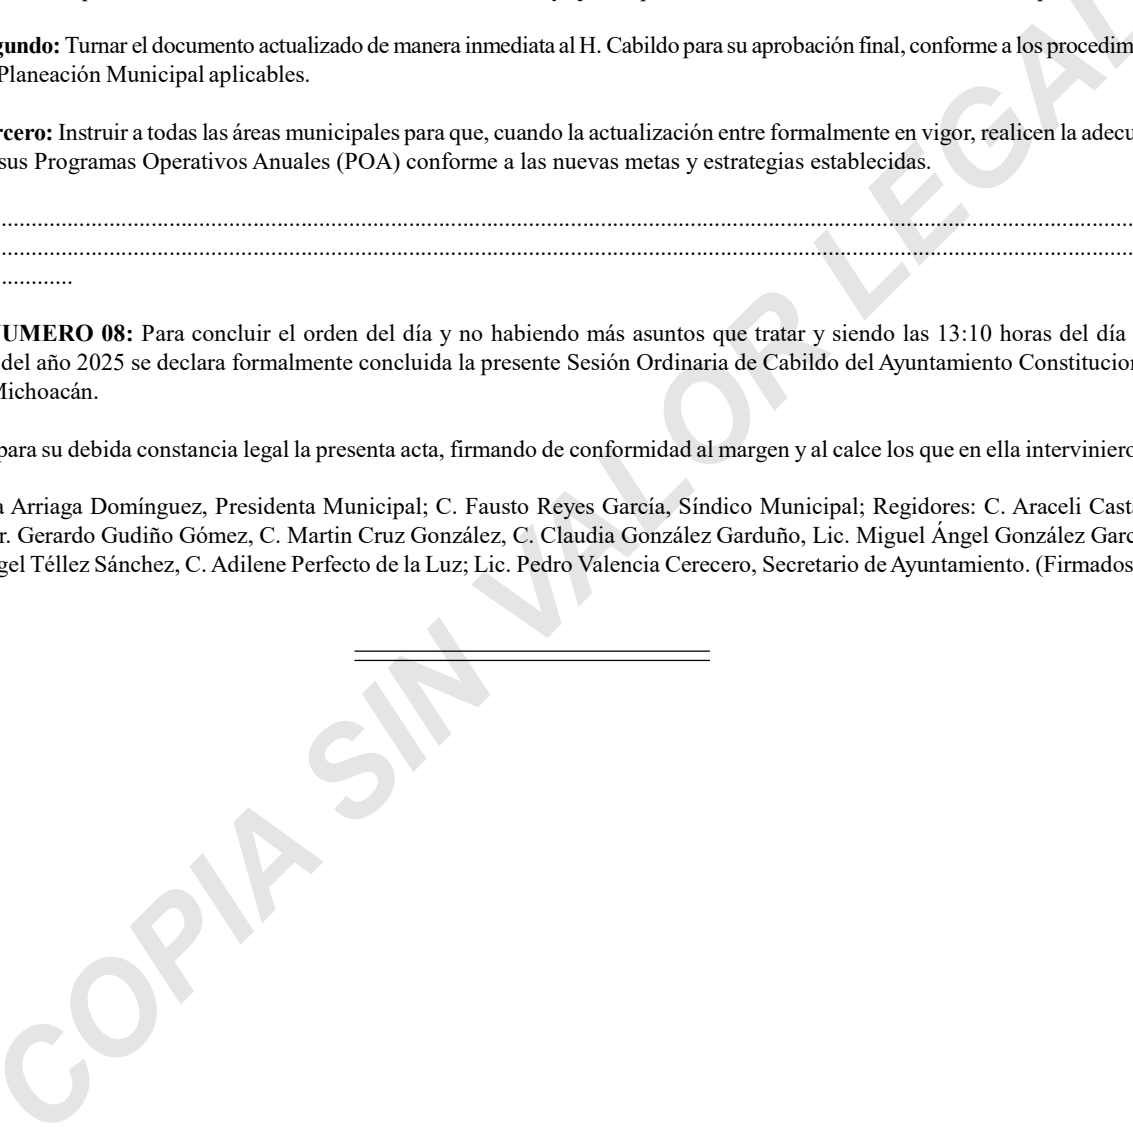 gundo: Turnar el documento actualizado de manera inmediata al H. Cabildo para su aprobación final, conforme a los procedim
Planeación Municipal aplicables.
rcero: Instruir a todas las áreas municipales para que, cuando la actualización entre formalmente en vigor, realicen la adecu
sus Programas Operativos Anuales (POA) conforme a las nuevas metas y estrategias establecidas.
UMERO 08: Para concluir el orden del día y no habiendo más asuntos que tratar y siendo las 13:10 horas del día
del año 2025 se declara formalmente concluida la presente Sesión Ordinaria de Cabildo del Ayuntamiento Constitucion
Michoacán.
para su debida constancia legal la presenta acta, firmando de conformidad al margen y al calce los que en ella interviniero
a Arriaga Domínguez, Presidenta Municipal; C. Fausto Reyes García, Síndico Municipal; Regidores: C. Araceli Casta
r. Gerardo Gudiño Gómez, C. Martin Cruz González, C. Claudia González Garduño, Lic. Miguel Ángel González Garc
gel Téllez Sánchez, C. Adilene Perfecto de la Luz; Lic. Pedro Valencia Cerecero, Secretario de Ayuntamiento. (Firmados
COPIA SIN VALOR LEGAL